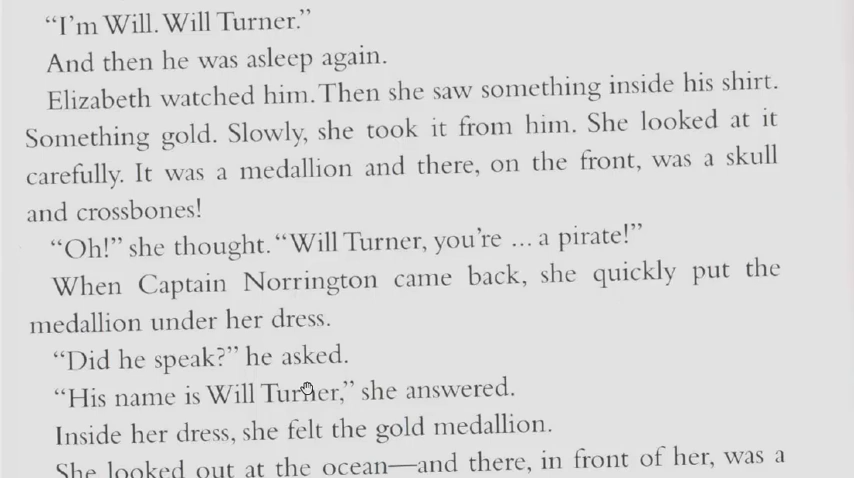 “I’m Will. Will Turner.”
And then he was asleep again.
Elizabeth watched him. Then she saw something inside his shirt.
Something gold. Slowly, she took it from him. She looked at it
carefully. It was a medallion and there, on the front, was a skull
and crossbones!
“Oh!” she thought. “Will Turner, you’re ... a pirate!”
When Captain Norrington came back, she quickly put the
medallion under her dress.
“Did he speak?” he asked.
“His name is Will Turner,” she answered.
Inside her dress, she felt the gold medallion.
She looked out at the ocean—and there, in front of her, was a